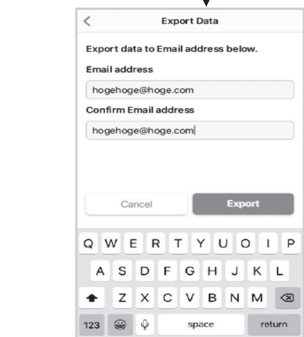 Export Data
Export data to Email address below.
Email address
hogehoge@hoge.com
Confirm Email address
hogehoge@hoge.com
Cancel Export
Q W E R T Y U O I P
A S D F G H J K L
Z X C V B N M
123 space return